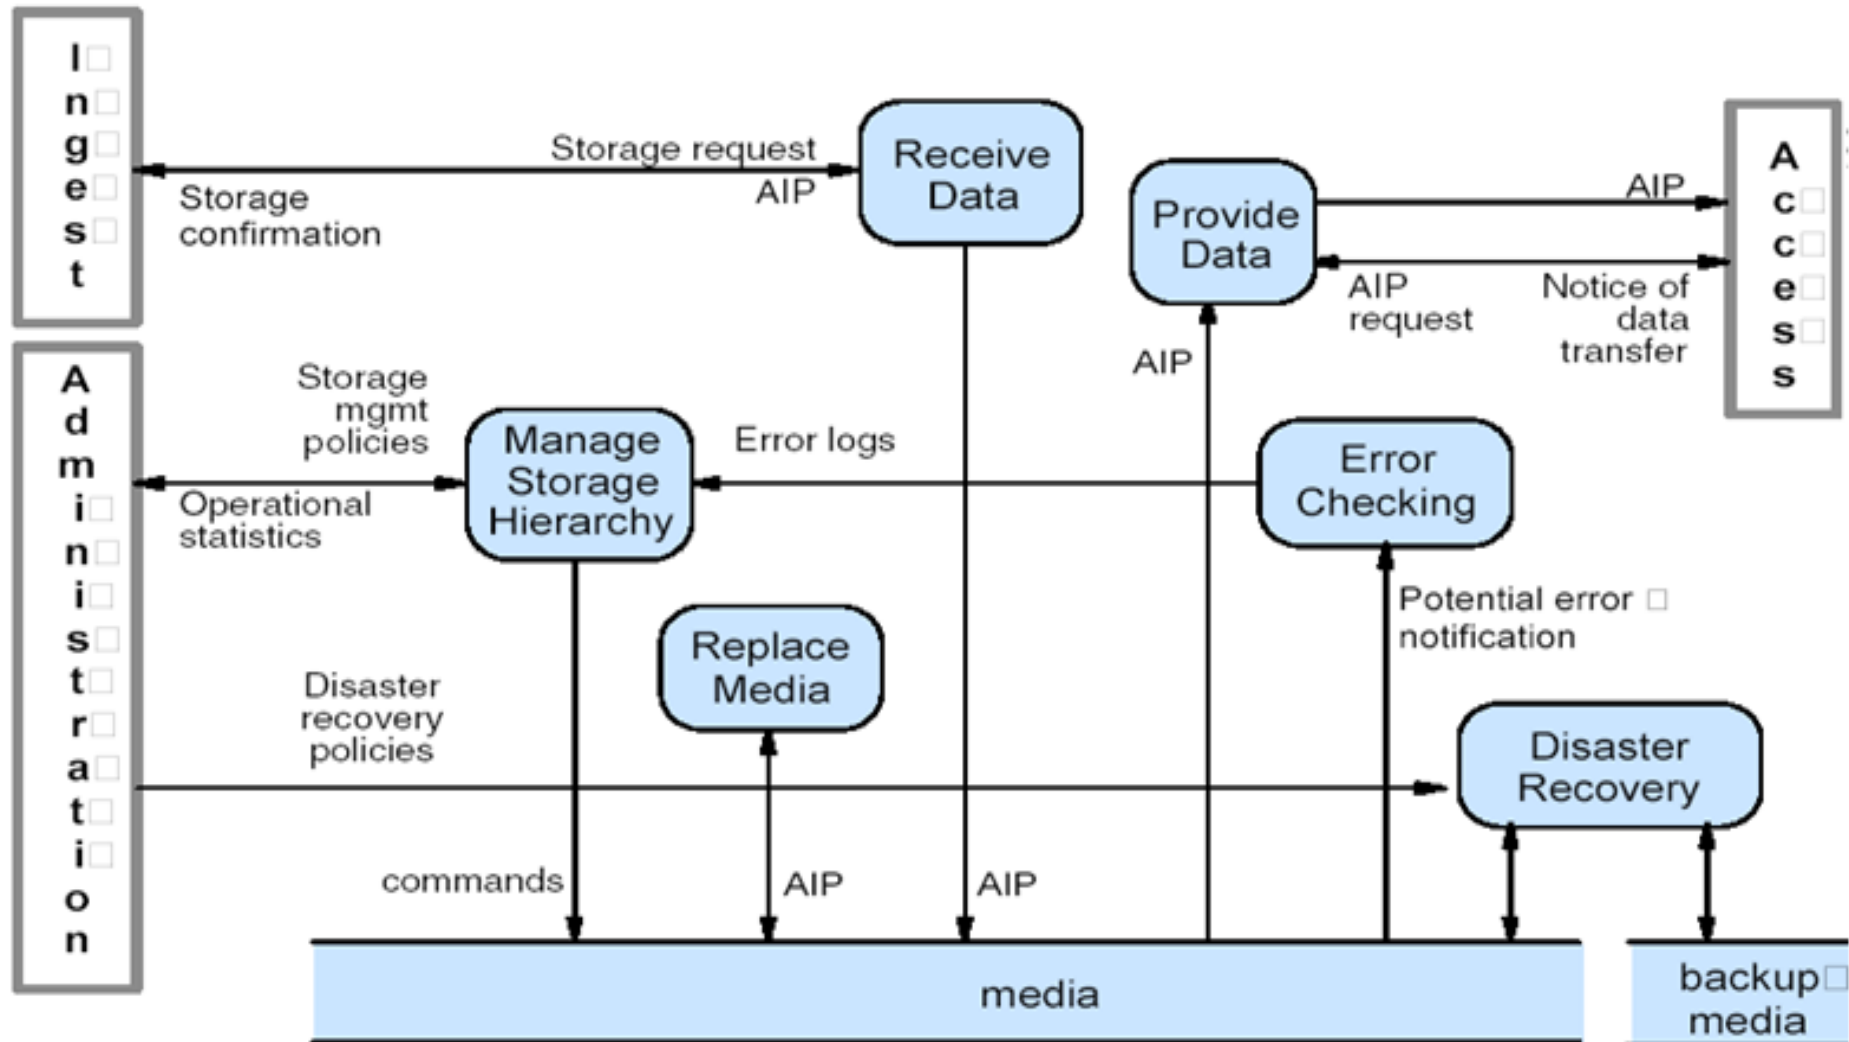 Ingest
Storage request
AIP
Storage
confirmation
Receive
Data
Provide
Data
AIP
AIP
request
Notice of
data
transfer
Access
Administration
Storage
mgmt
policies
Operational
statistics
Manage
Storage
Hierarchy
Error logs
AIP
Error
Checking
Potential error
notification
Replace
Media
Disaster
recovery
policies
Disaster
Recovery
commands
AIP
AIP
media
backup
media